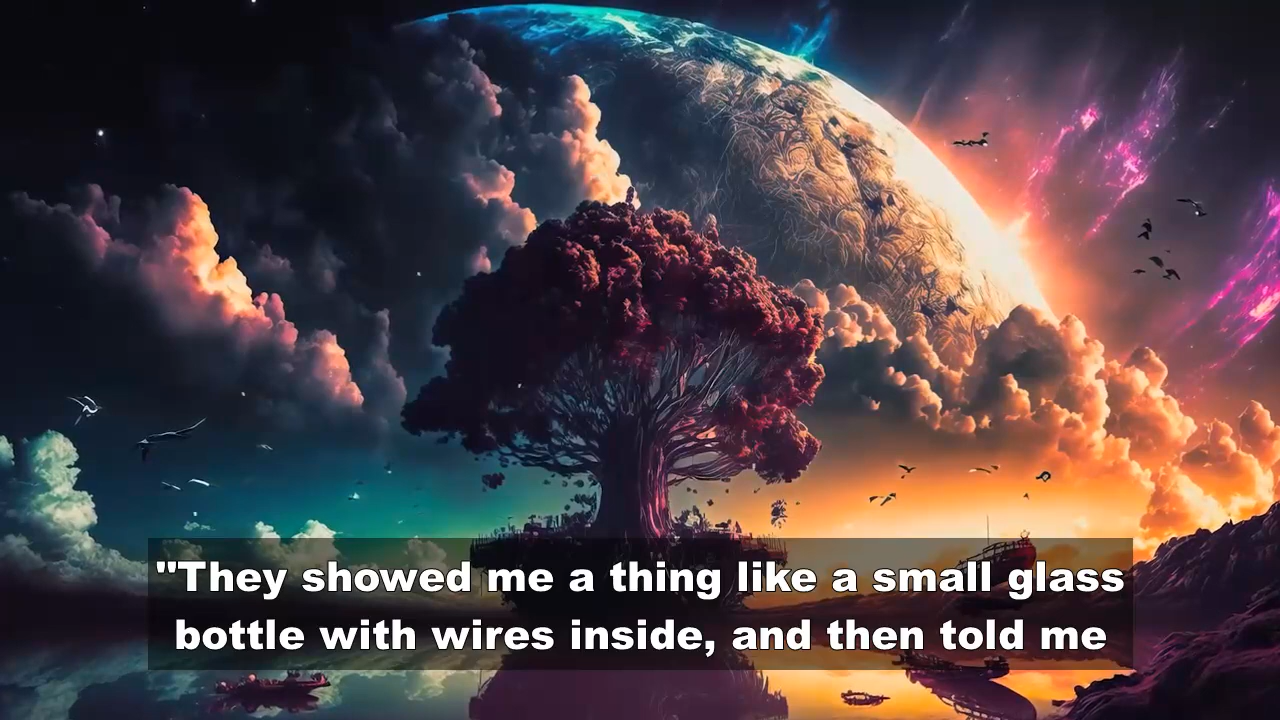 "They showed me a thing like a small glass
bottle with wires inside, and then told me